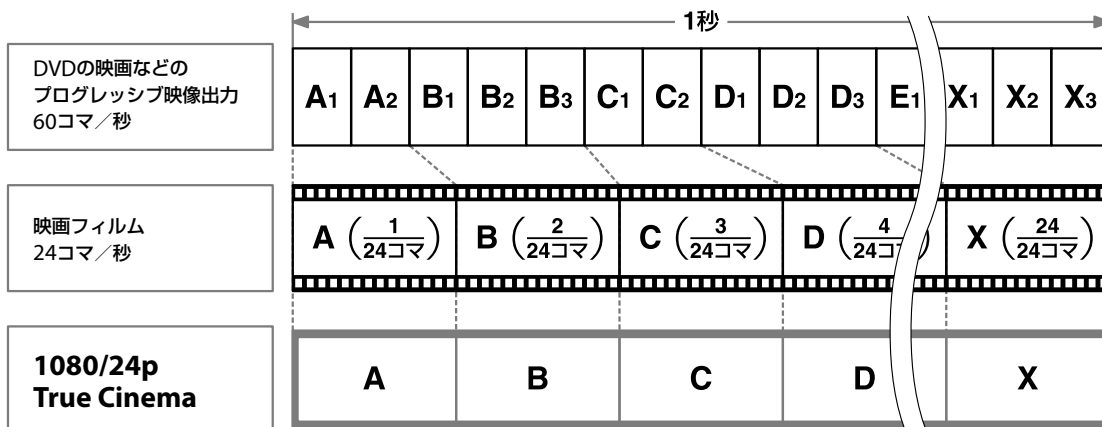 1秒
DVDの映画などの
プログレッシブ映像出力
60コマ／秒
A1 A2 B1 B2 B3 C1 C2 D1 D2 D3 E1 X1 X2 X3
映画フィルム
24コマ／秒
A (1/24コマ) B (2/24コマ) C (3/24コマ) D (4/24コマ) X (24/24コマ)
1080/24p
True Cinema
A B C D X